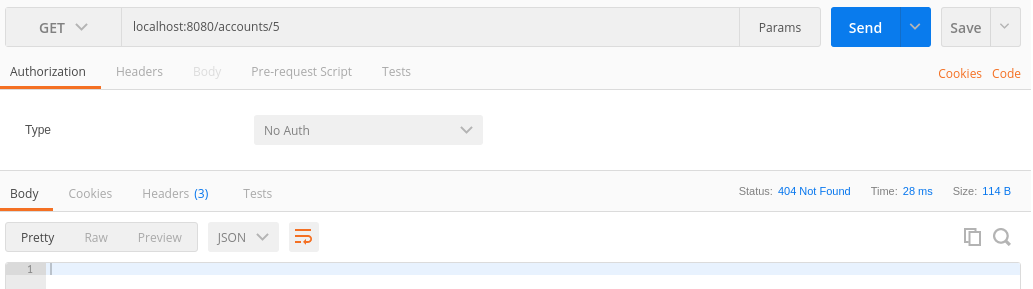 GET localhost:8080/accounts/5 Params Send Save
Authorization Headers Body Pre-request Script Tests Cookies Code
Type No Auth
Body Cookies Headers (3) Tests Status: 404 Not Found Time: 28 ms Size: 114 B
Pretty Raw Preview JSON
1